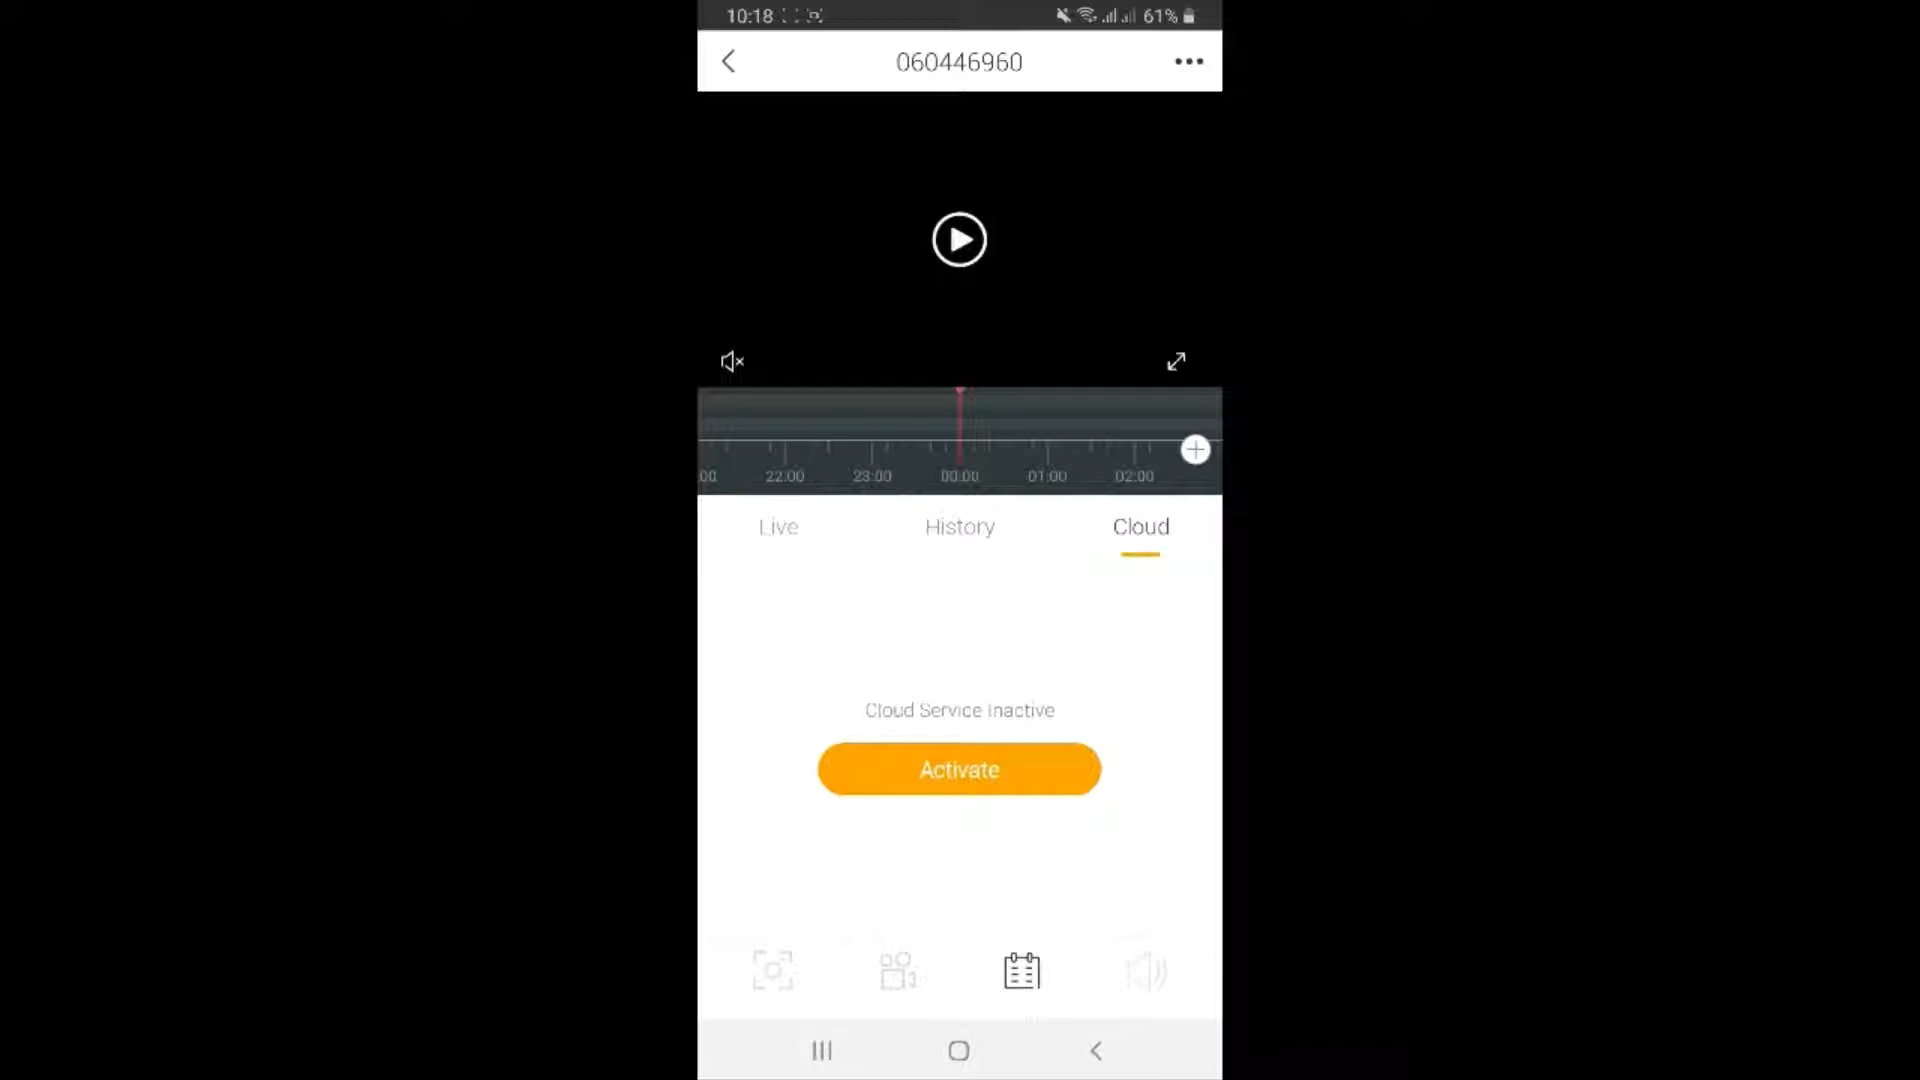 10:18 61%
060446960
:00 22:00 23:00 00:00 01:00 02:00
Live History Cloud
Cloud Service Inactive
Activate